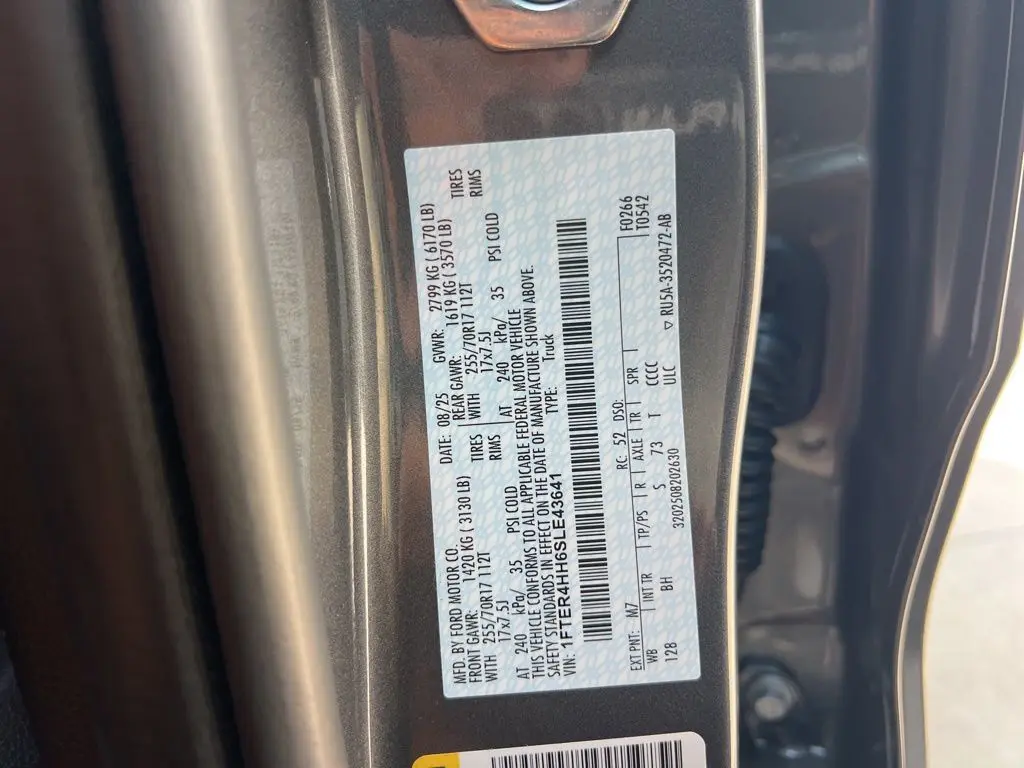 MFD. BY FORD MOTOR CO. DATE: 08/25 GVWR: 2799 KG ( 6170 LB)
FRONT GAWR: 1420 KG ( 3130 LB) REAR GAWR: 1619 KG ( 3570 LB)
WITH 255/70R17 112T TIRES WITH 255/70R17 112T TIRES
17x7.5J RIMS 17x7.5J RIMS
AT 240 kPa/ 35 PSI COLD AT 240 kPa/ 35 PSI COLD
THIS VEHICLE CONFORMS TO ALL APPLICABLE FEDERAL MOTOR VEHICLE
SAFETY STANDARDS IN EFFECT ON THE DATE OF MANUFACTURE SHOWN ABOVE.
VIN: 1FTER4HH6SLE43641 TYPE: Truck
F0266
EXT PNT: M7 RC: 52 DSO: T0542
WB INT TR TP/PS R AXLE TR SPR
128 BH S 73 T CCCC ▽ RU5A-3520472-AB
3202508202630 ULC